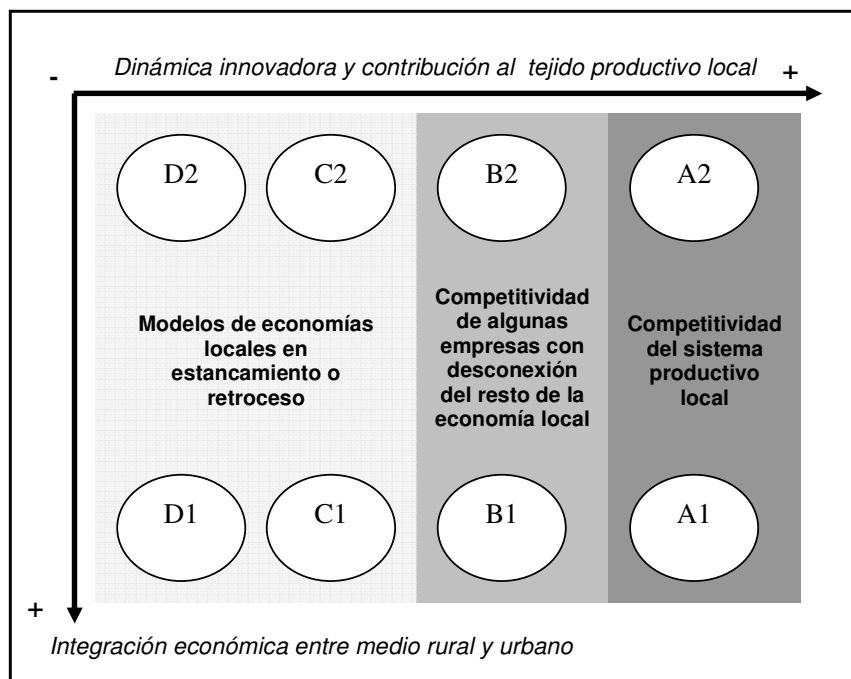 Dinámica innovadora y contribución al tejido productivo local
- +
D2 C2 B2 A2
Modelos de economías
locales en
estancamiento o
retroceso
Competitividad
de algunas
empresas con
desconexión
del resto de la
economía local
Competitividad
del sistema
productivo
local
D1 C1 B1 A1
+
Integración económica entre medio rural y urbano